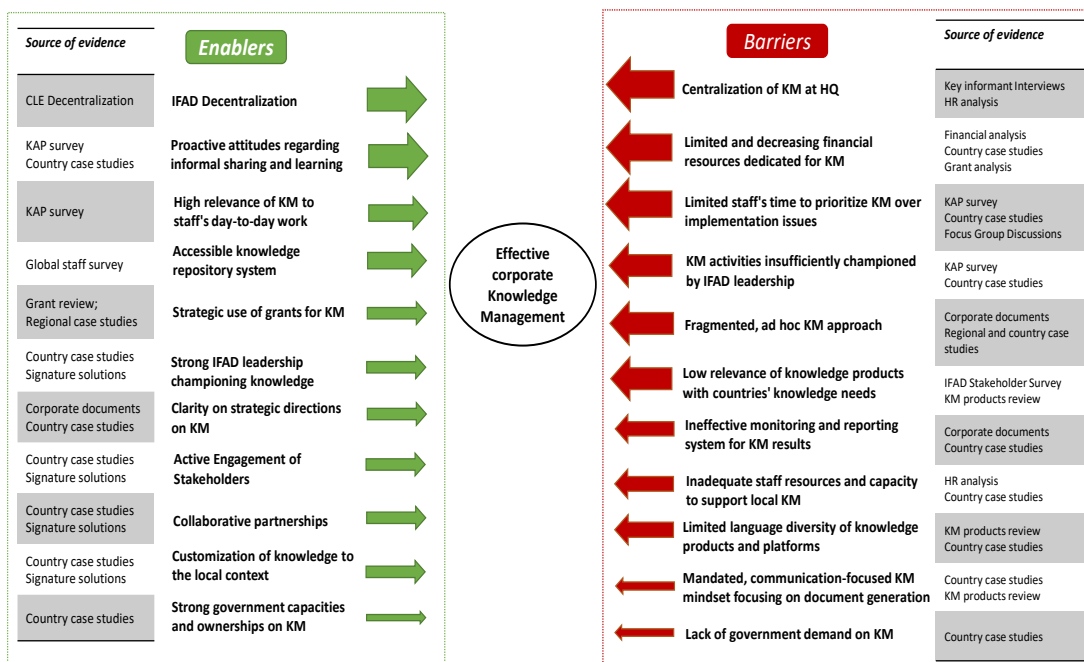 Source of evidence
Enablers
CLE Decentralization
IFAD Decentralization
KAP survey
Country case studies
Proactive attitudes regarding
informal sharing and learning
KAP survey
High relevance of KM to
staff's day-to-day work
Global staff survey
Accessible knowledge
repository system
Grant review;
Regional case studies
Strategic use of grants for KM
Country case studies
Signature solutions
Strong IFAD leadership
championing knowledge
Corporate documents
Country case studies
Clarity on strategic directions
on KM
Country case studies
Signature solutions
Active Engagement of
Stakeholders
Country case studies
Signature solutions
Collaborative partnerships
Country case studies
Signature solutions
Customization of knowledge to
the local context
Country case studies
Strong government capacities
and ownerships on KM
Effective
corporate
Knowledge
Management
Barriers
Source of evidence
Centralization of KM at HQ
Key informant Interviews
HR analysis
Limited and decreasing financial
resources dedicated for KM
Financial analysis
Country case studies
Grant analysis
Limited staff's time to prioritize KM over
implementation issues
KAP survey
Country case studies
Focus Group Discussions
KM activities insufficiently championed
by IFAD leadership
KAP survey
Country case studies
Fragmented, ad hoc KM approach
Corporate documents
Regional and country case
studies
Low relevance of knowledge products
with countries' knowledge needs
IFAD Stakeholder Survey
KM products review
Ineffective monitoring and reporting
system for KM results
Corporate documents
Country case studies
Inadequate staff resources and capacity
to support local KM
HR analysis
Country case studies
Limited language diversity of knowledge
products and platforms
KM products review
Country case studies
Mandated, communication-focused KM
mindset focusing on document generation
Country case studies
KM products review
Lack of government demand on KM
Country case studies